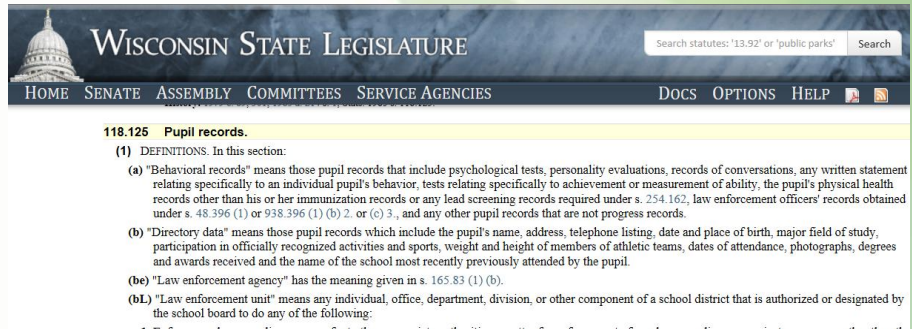 WISCONSIN STATE LEGISLATURE
Search statutes: '13.92' or 'public parks' Search
HOME SENATE ASSEMBLY COMMITTEES SERVICE AGENCIES DOCS OPTIONS HELP
118.125 Pupil records.
(1) DEFINITIONS. In this section:
(a) "Behavioral records" means those pupil records that include psychological tests, personality evaluations, records of conversations, any written statement
relating specifically to an individual pupil's behavior, tests relating specifically to achievement or measurement of ability, the pupil's physical health
records other than his or her immunization records or any lead screening records required under s. 254.162, law enforcement officers' records obtained
under s. 48.396 (1) or 938.396 (1) (b) 2. or (c) 3., and any other pupil records that are not progress records.
(b) "Directory data" means those pupil records which include the pupil's name, address, telephone listing, date and place of birth, major field of study,
participation in officially recognized activities and sports, weight and height of members of athletic teams, dates of attendance, photographs, degrees
and awards received and the name of the school most recently previously attended by the pupil.
(be) "Law enforcement agency" has the meaning given in s. 165.83 (1) (b).
(bL) "Law enforcement unit" means any individual, office, department, division, or other component of a school district that is authorized or designated by
the school board to do any of the following: